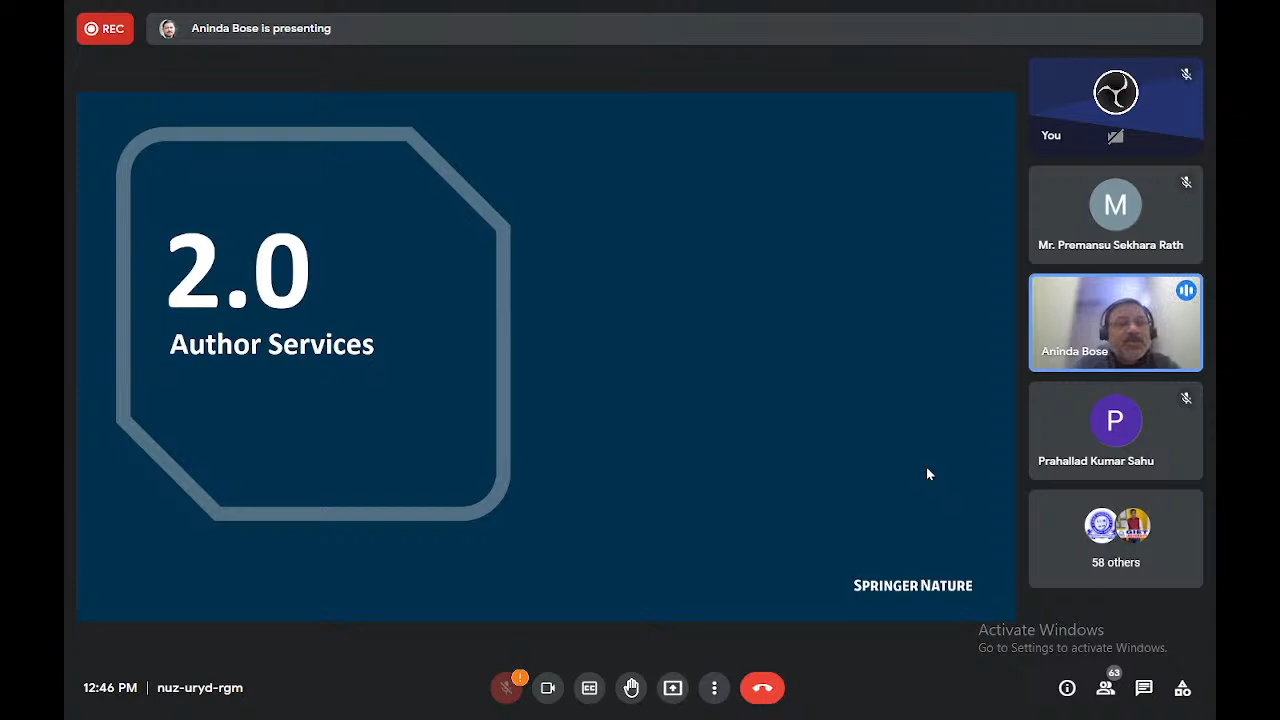 REC
Aninda Bose is presenting
You
M
Mr. Premansu Sekhara Rath
2.0
Author Services
Aninda Bose
P
Prahallad Kumar Sahu
GIET
58 others
SPRINGER NATURE
Activate Windows
Go to Settings to activate Windows.
12:46 PM | nuz-uryd-rgm
!
CC
63